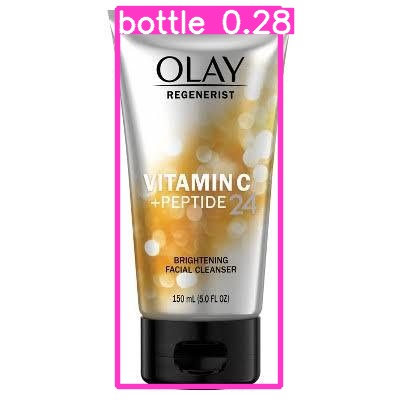 bottle 0.28
OLAY
REGENERIST
VITAMIN C
+PEPTIDE 24
BRIGHTENING
FACIAL CLEANSER
150 mL (5.0 FL OZ)